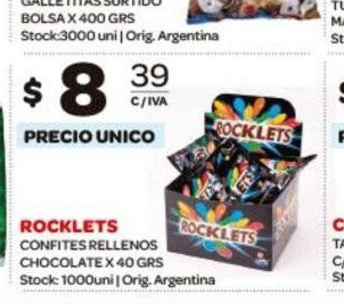 GALLETITAS SURTIDO
BOLSA X 400 GRS
Stock:3000 uni | Orig. Argentina
$ 8 39
C/IVA
PRECIO UNICO
ROCKLETS
ROCKLETS
ROCKLETS
CONFITES RELLENOS
CHOCOLATE X 40 GRS
Stock: 1000uni | Orig. Argentina